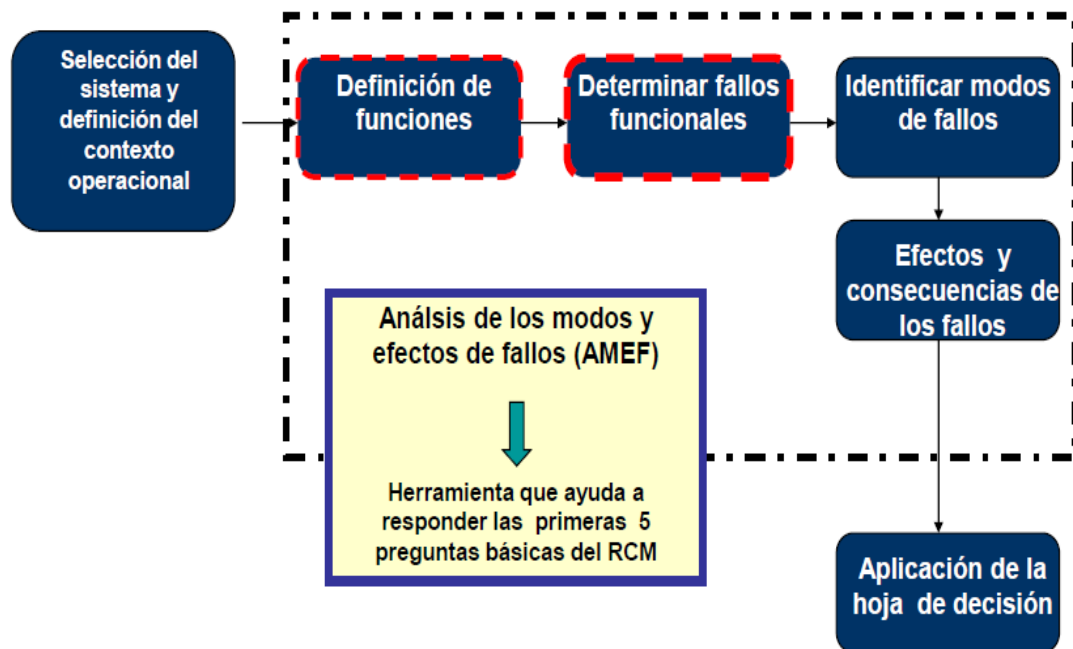 Selección del
sistema y
definición del
contexto
operacional
Definición de
funciones
Determinar fallos
funcionales
Identificar modos
de fallos
Efectos y
consecuencias de
los fallos
Análsis de los modos y
efectos de fallos (AMEF)
Herramienta que ayuda a
responder las primeras 5
preguntas básicas del RCM
Aplicación de la
hoja de decisión